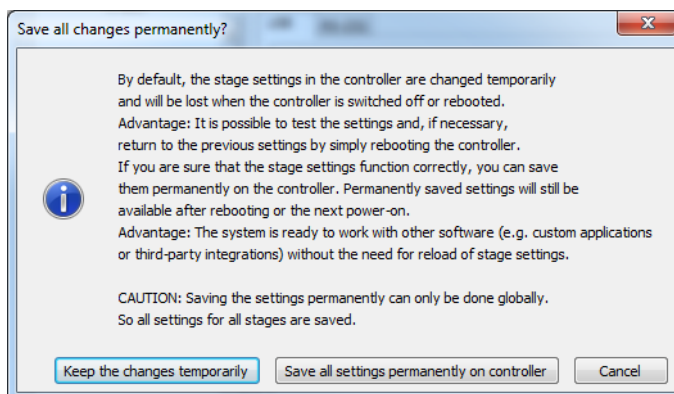 Save all changes permanently?
By default, the stage settings in the controller are changed temporarily
and will be lost when the controller is switched off or rebooted.
Advantage: It is possible to test the settings and, if necessary,
return to the previous settings by simply rebooting the controller.
If you are sure that the stage settings function correctly, you can save
them permanently on the controller. Permanently saved settings will still be
available after rebooting or the next power-on.
Advantage: The system is ready to work with other software (e.g. custom applications
or third-party integrations) without the need for reload of stage settings.
CAUTION: Saving the settings permanently can only be done globally.
So all settings for all stages are saved.
Keep the changes temporarily
Save all settings permanently on controller
Cancel